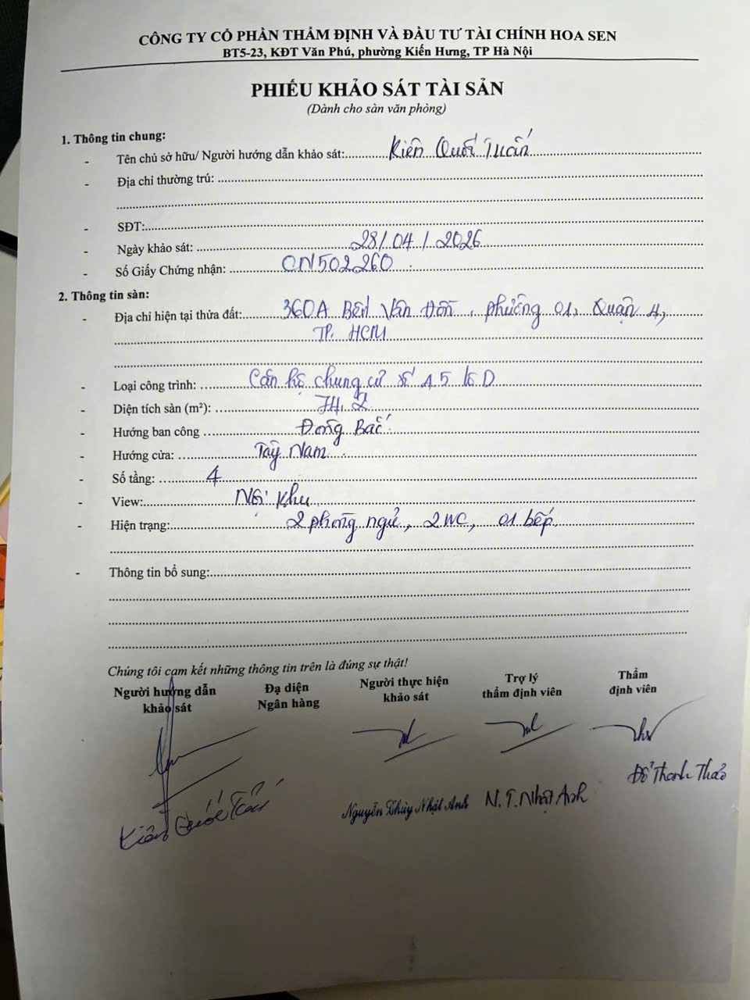 CÔNG TY CỔ PHẦN THẨM ĐỊNH VÀ ĐẦU TƯ TÀI CHÍNH HOA SEN
BT5-23, KĐT Văn Phú, phường Kiến Hưng, TP Hà Nội
PHIẾU KHẢO SÁT TÀI SẢN
(Dành cho sàn văn phòng)
1. Thông tin chung:
- Tên chủ sở hữu/ Người hướng dẫn khảo sát: Kiên Quốc Tuấn
- Địa chỉ thường trú:
- SĐT:
- Ngày khảo sát: 28/04/2026
- Số Giấy Chứng nhận: CN502260
2. Thông tin sàn:
- Địa chỉ hiện tại thửa đất: 360A Bến Vân Đồn, phường 01, Quận 4,
TP. HCM
- Loại công trình: Căn hộ chung cư số 4.5 lô D
- Diện tích sàn (m²): 74.2
- Hướng ban công Đông Bắc
- Hướng cửa: Tây Nam
- Số tầng: 4
- View: Nội khu
- Hiện trạng: 2 phòng ngủ, 2WC, 01 bếp.
- Thông tin bổ sung:
Chúng tôi cam kết những thông tin trên là đúng sự thật!
Người hướng dẫn khảo sát
Đại diện Ngân hàng
Người thực hiện khảo sát
Trợ lý thẩm định viên
Thẩm định viên
Kiên Quốc Tuấn
Nguyễn Thùy Nhật Anh
N.T.Nhật Anh
Đỗ Thanh Thảo